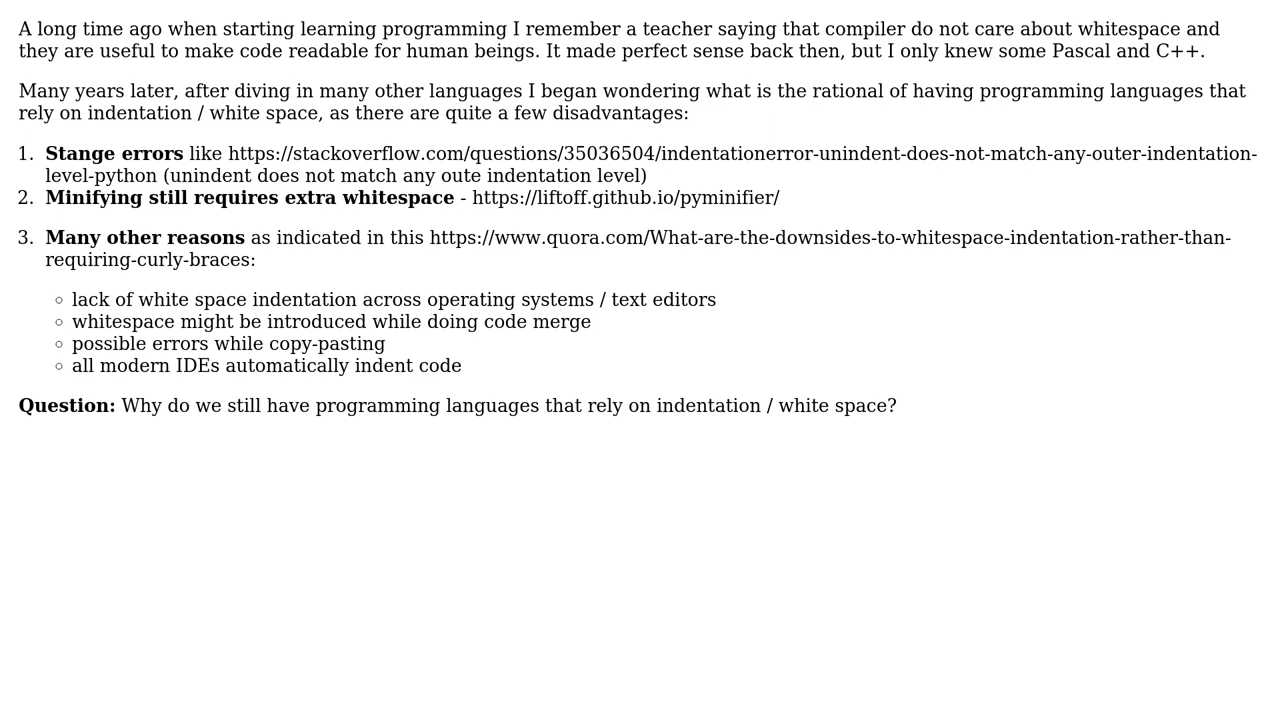 A long time ago when starting learning programming I remember a teacher saying that compiler do not care about whitespace and
they are useful to make code readable for human beings. It made perfect sense back then, but I only knew some Pascal and C++.
Many years later, after diving in many other languages I began wondering what is the rational of having programming languages that
rely on indentation / white space, as there are quite a few disadvantages:
1. Stange errors like https://stackoverflow.com/questions/35036504/indentationerror-unindent-does-not-match-any-outer-indentation-
level-python (unindent does not match any oute indentation level)
2. Minifying still requires extra whitespace - https://liftoff.github.io/pyminifier/
3. Many other reasons as indicated in this https://www.quora.com/What-are-the-downsides-to-whitespace-indentation-rather-than-
requiring-curly-braces:
◦ lack of white space indentation across operating systems / text editors
◦ whitespace might be introduced while doing code merge
◦ possible errors while copy-pasting
◦ all modern IDEs automatically indent code
Question: Why do we still have programming languages that rely on indentation / white space?